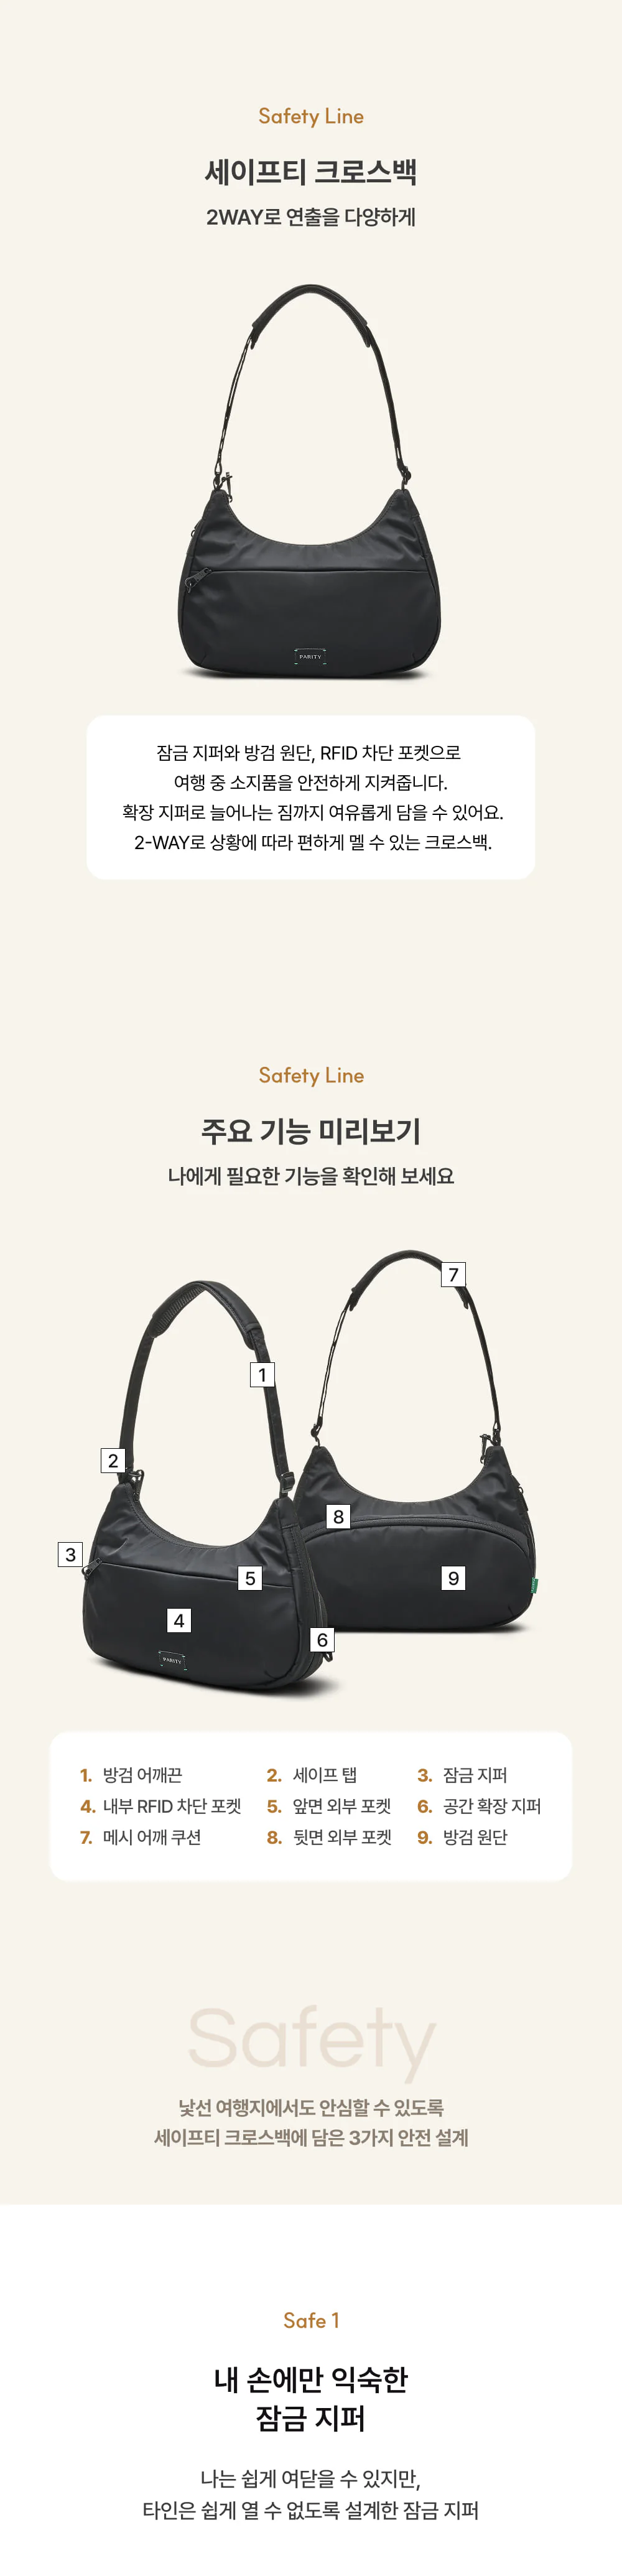 Safety Line
세이프티 크로스백
2WAY로 연출을 다양하게
PARITY
잠금 지퍼와 방검 원단, RFID 차단 포켓으로
여행 중 소지품을 안전하게 지켜줍니다.
확장 지퍼로 늘어나는 짐까지 여유롭게 담을 수 있어요.
2-WAY로 상황에 따라 편하게 멜 수 있는 크로스백.
Safety Line
주요 기능 미리보기
나에게 필요한 기능을 확인해 보세요
7
1
2
8
3
5
9
4
6
PARITY
1. 방검 어깨끈
2. 세이프 탭
3. 잠금 지퍼
4. 내부 RFID 차단 포켓
5. 앞면 외부 포켓
6. 공간 확장 지퍼
7. 메시 어깨 쿠션
8. 뒷면 외부 포켓
9. 방검 원단
Safety
낯선 여행지에서도 안심할 수 있도록
세이프티 크로스백에 담은 3가지 안전 설계
Safe 1
내 손에만 익숙한
잠금 지퍼
나는 쉽게 여닫을 수 있지만,
타인은 쉽게 열 수 없도록 설계한 잠금 지퍼